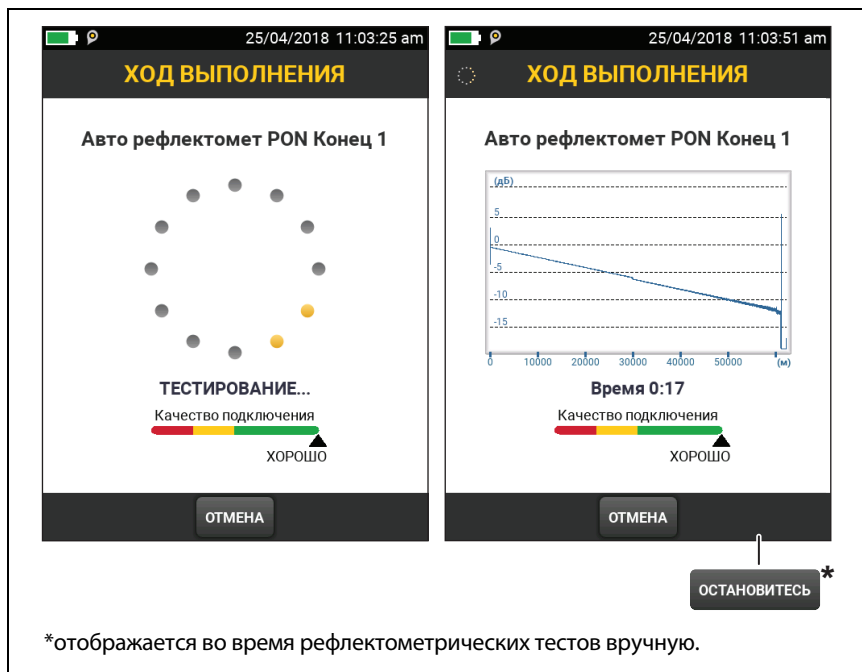 25/04/2018 11:03:25 am
ХОД ВЫПОЛНЕНИЯ
Авто рефлектомет PON Конец 1
ТЕСТИРОВАНИЕ...
Качество подключения
ХОРОШО
ОТМЕНА
25/04/2018 11:03:51 am
ХОД ВЫПОЛНЕНИЯ
Авто рефлектомет PON Конец 1
(дБ)
5
0
-5
-10
-15
0 10000 20000 30000 40000 50000 (м)
Время 0:17
Качество подключения
ХОРОШО
ОТМЕНА
ОСТАНОВИТЕСЬ *
*отображается во время рефлектометрических тестов вручную.